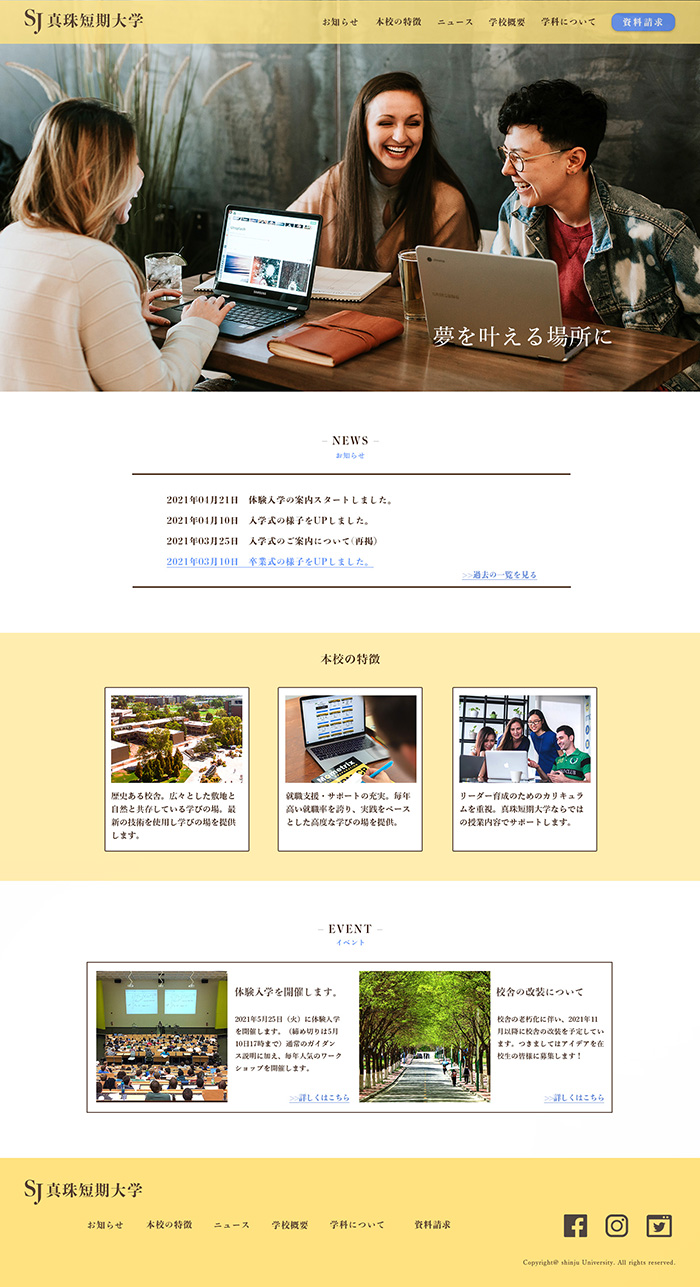 SJ 真珠短期大学
お知らせ 本校の特徴 ニュース 学校概要 学科について 資料請求
夢を叶える場所に
– NEWS –
お知らせ
2021年04月21日 体験入学の案内スタートしました。
2021年04月10日 入学式の様子をUPしました。
2021年03月25日 入学式のご案内について(再掲)
2021年03月10日 卒業式の様子をUPしました。
>>過去の一覧を見る
本校の特徴
歴史ある校舎。広々とした敷地と
自然と共存している学びの場。最
新の技術を使用し学びの場を提供
します。
就職支援・サポートの充実。毎年
高い就職率を誇り、実践をベース
とした高度な学びの場を提供。
リーダー育成のためのカリキュラ
ムを重視。真珠短期大学ならでは
の授業内容でサポートします。
– EVENT –
イベント
体験入学を開催します。
2021年5月25日（火）に体験入学
を開催します。（締め切りは5月
10日17時まで）通常のガイダン
ス説明に加え、毎年人気のワーク
ショップを開催します。
>>詳しくはこちら
校舎の改装について
校舎の老朽化に伴い、2021年11
月以降に校舎の改装を予定してい
ます。つきましてはアイデアを在
校生の皆様に募集します！
>>詳しくはこちら
SJ 真珠短期大学
お知らせ 本校の特徴 ニュース 学校概要 学科について 資料請求
Copyright@ shinju University. All rights reserved.